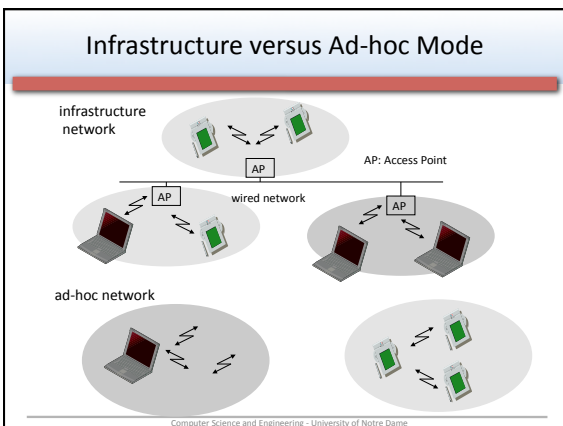 Infrastructure versus Ad-hoc Mode
infrastructure
network
AP
AP: Access Point
AP
wired network
AP
ad-hoc network
Computer Science and Engineering - University of Notre Dame